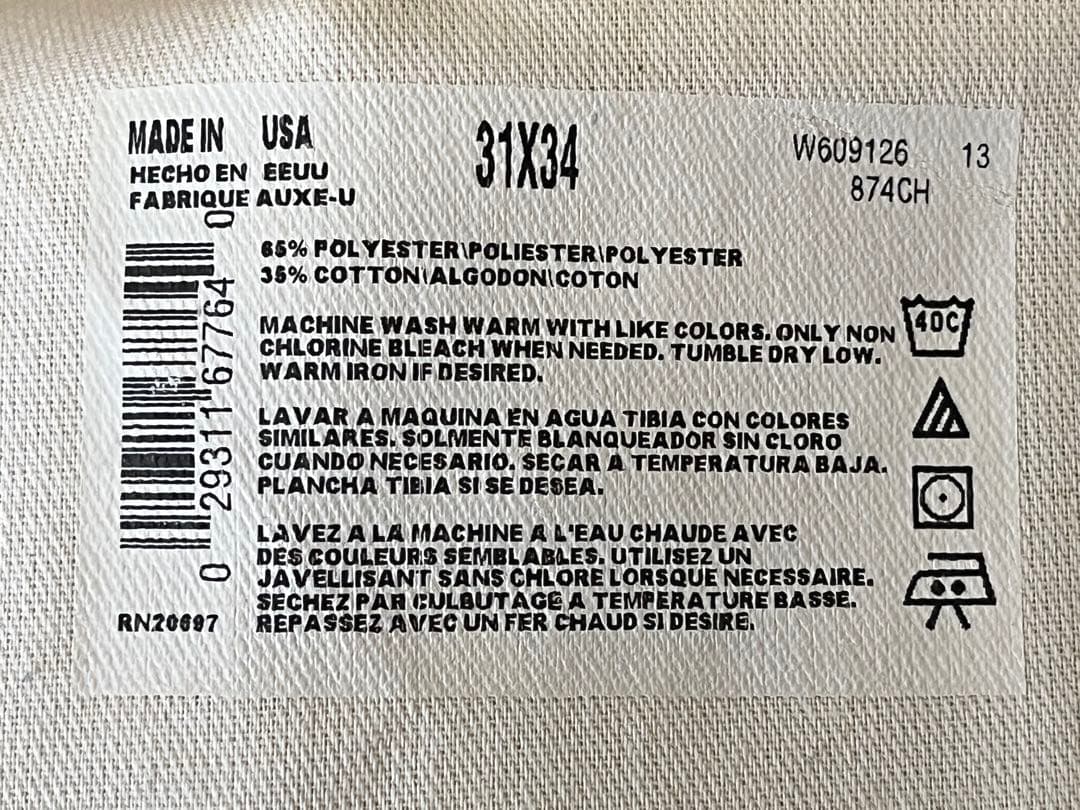 MADE IN USA
HECHO EN EEUU
FABRIQUE AUXE-U
31X34
W609126 13
874CH
65% POLYESTER\POLIESTER\POLYESTER
35% COTTON\ALGODON\COTON
MACHINE WASH WARM WITH LIKE COLORS. ONLY NON
CHLORINE BLEACH WHEN NEEDED. TUMBLE DRY LOW.
WARM IRON IF DESIRED.
40C
LAVAR A MAQUINA EN AGUA TIBIA CON COLORES
SIMILARES. SOLMENTE BLANQUEADOR SIN CLORO
CUANDO NECESARIO. SECAR A TEMPERATURA BAJA.
PLANCHA TIBIA SI SE DESEA.
LAVEZ A LA MACHINE A L'EAU CHAUDE AVEC
DES COULEURS SEMBLABLES. UTILISEZ UN
JAVELLISANT SANS CHLORE LORSQUE NECESSAIRE.
SECHEZ PAR CULBUTAGE A TEMPERATURE BASSE.
REPASSEZ AVEC UN FER CHAUD SI DESIRE.
0 29311 67764 0
RN20697